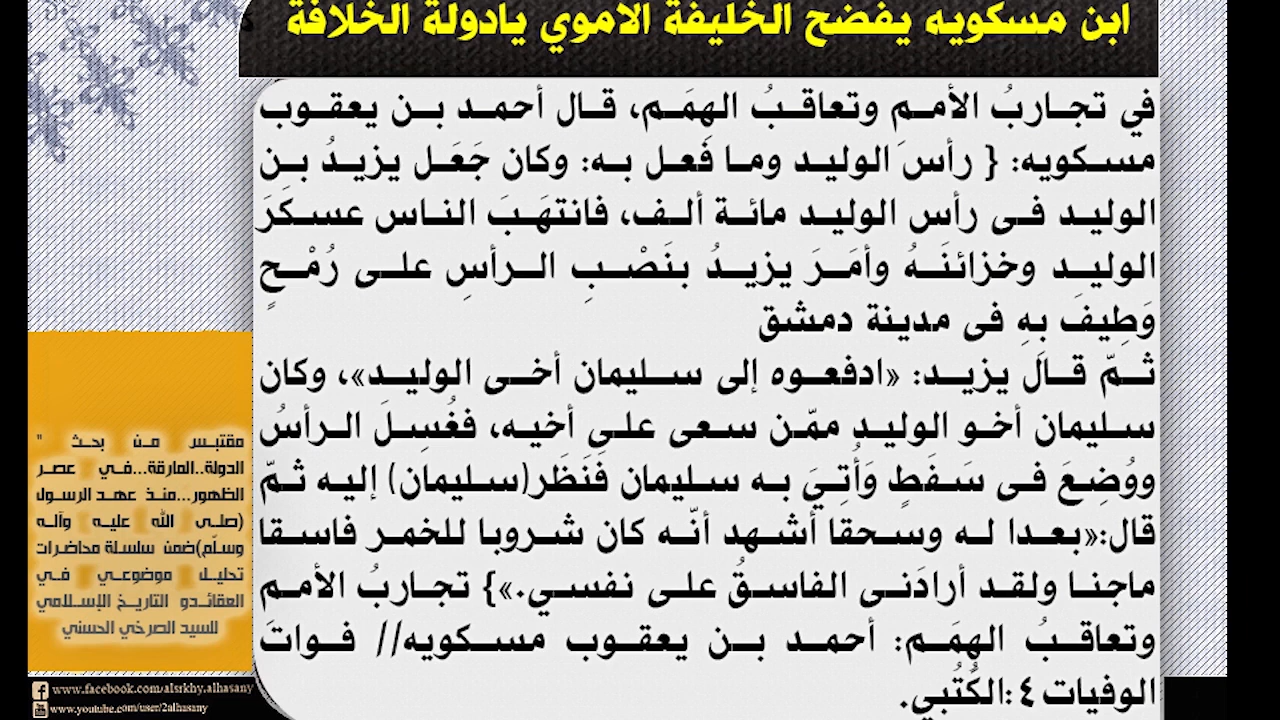 ابن مسكويه يفضح الخليفة الاموي يادولة الخلافة
في تجاربُ الأمم وتعاقبُ الهمَم، قال أحمد بن يعقوب
مسكويه: { رأسَ الوليد وما فَعل به: وكان جَعَل يزيدُ بن
الوليد فى رأس الوليد مائة ألف، فانتهَبَ الناس عسكَرَ
الوليدِ وخزائنَهُ وأمَرَ يزيدُ بنَصْبِ الرأسِ على رُمْحٍ
وَطِيفَ بِهِ فى مدينة دمشق
ثمّ قالَ يزيد: «ادفعوه إلى سليمان أخى الوليد»، وكان
سليمان أخو الوليد ممّن سعى على أخيه، فغُسِلَ الرأسُ
ووُضِعَ فى سَفَطٍ وَأُتِيَ به سليمان فَنَظَر(سليمان) إليه ثمّ
قال:«بعدا له وسحقا أشهد أنّه كان شروبا للخمر فاسقا
ماجنا ولقد أرادَنى الفاسقُ على نفسي.»} تجاربُ الأمم
وتعاقبُ الهمَم: أحمد بن يعقوب مسكويه// فواتَ
الوفيات ٤ :الكُتُبي.
مقتبس من بحث "
الدولة..المارقة...في عصر
الظهور...منذ عهد الرسول
(صلى الله عليه وآله
وسلّم)ضمن سلسلة محاضرات
تحليل موضوعي في
العقائدو التاريخ الإسلامي
للسيد الصرخي الحسني
www.facebook.com/alsrkhy.alhasany
www.youtube.com/user/2alhasany